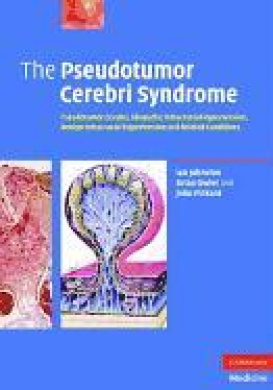 The Pseudotumor
Cerebri Syndrome
Pseudotumor Cerebri, Idiopathic Intracranial Hypertension,
Benign Intracranial Hypertension and Related Conditions
Ian Johnston
Brian Owler and
John Pickard
CAMBRIDGE
Medicine